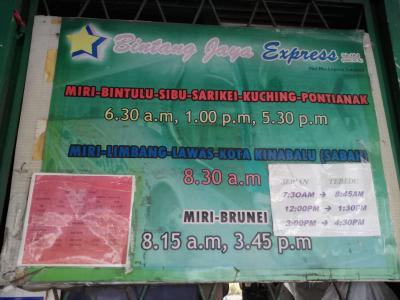 Bintang Jaya Express
MIRI-BINTULU-SIBU-SARIKEI-KUCHING-PONTIANAK
6.30 a.m, 1.00 p.m, 5.30 p.m
MIRI-LIMBANG-LAWAS-KOTA KINABALU (SABAH)
8.30 a.m
SERIAN TEBEDU
7:30AM → 8:45AM
12:00PM → 1:30PM
3:00PM → 4:30PM
MIRI-BRUNEI
8.15 a.m, 3.45 p.m